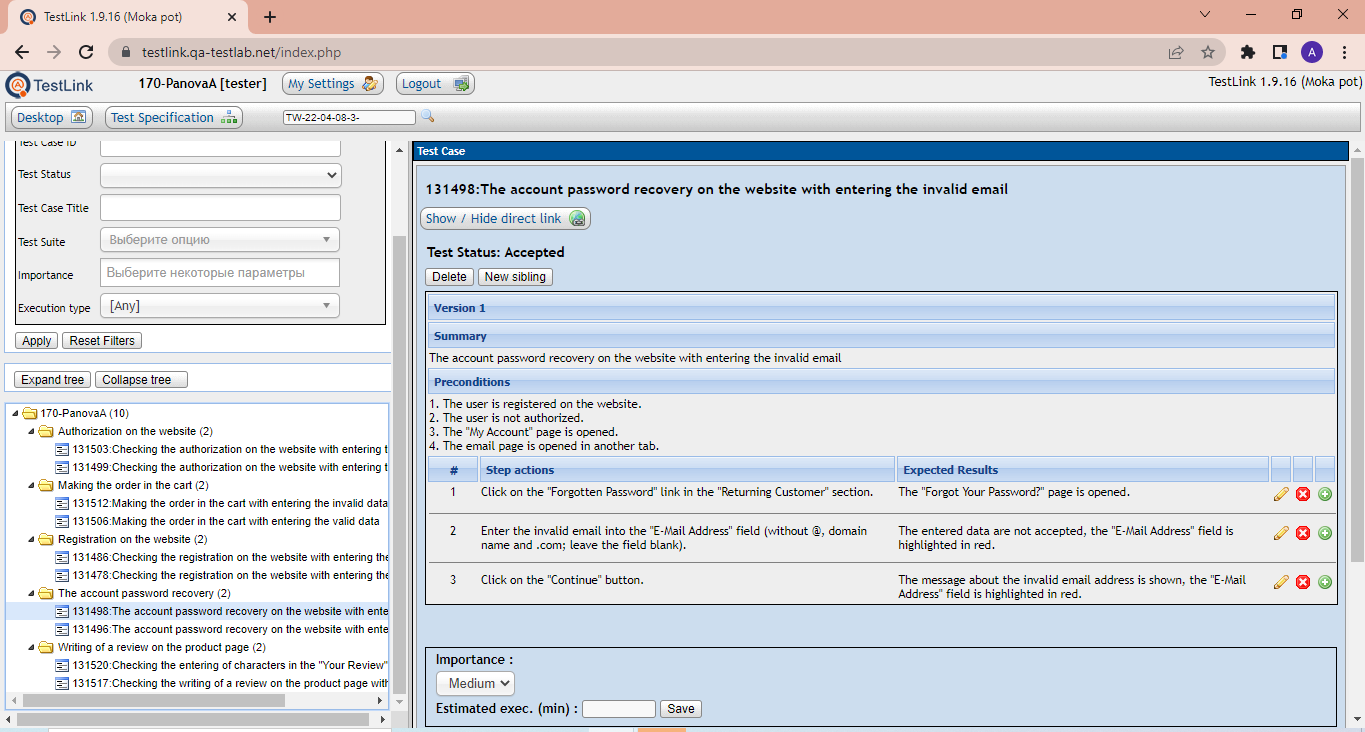 TestLink 1.9.16 (Moka pot)
testlink.qa-testlab.net/index.php
A
TestLink
170-PanovaA [tester]
My Settings
Logout
TestLink 1.9.16 (Moka pot)
Desktop
Test Specification
TW-22-04-08-3-
Test Case ID
Test Status
Test Case Title
Test Suite
Выберите опцию
Importance
Выберите некоторые параметры
Execution type
[Any]
Apply
Reset Filters
Expand tree
Collapse tree
170-PanovaA (10)
Authorization on the website (2)
131503:Checking the authorization on the website with entering t
131499:Checking the authorization on the website with entering t
Making the order in the cart (2)
131512:Making the order in the cart with entering the invalid data
131506:Making the order in the cart with entering the valid data
Registration on the website (2)
131486:Checking the registration on the website with entering the
131478:Checking the registration on the website with entering the
The account password recovery (2)
131498:The account password recovery on the website with ente
131496:The account password recovery on the website with ente
Writing of a review on the product page (2)
131520:Checking the entering of characters in the "Your Review"
131517:Checking the writing of a review on the product page with
Test Case
131498:The account password recovery on the website with entering the invalid email
Show / Hide direct link
Test Status: Accepted
Delete
New sibling
Version 1
Summary
The account password recovery on the website with entering the invalid email
Preconditions
1. The user is registered on the website.
2. The user is not authorized.
3. The "My Account" page is opened.
4. The email page is opened in another tab.
# Step actions Expected Results
1 Click on the "Forgotten Password" link in the "Returning Customer" section. The "Forgot Your Password?" page is opened.
2 Enter the invalid email into the "E-Mail Address" field (without @, domain The entered data are not accepted, the "E-Mail Address" field is
name and .com; leave the field blank). highlighted in red.
3 Click on the "Continue" button. The message about the invalid email address is shown, the "E-Mail
Address" field is highlighted in red.
Importance :
Medium
Estimated exec. (min) :
Save